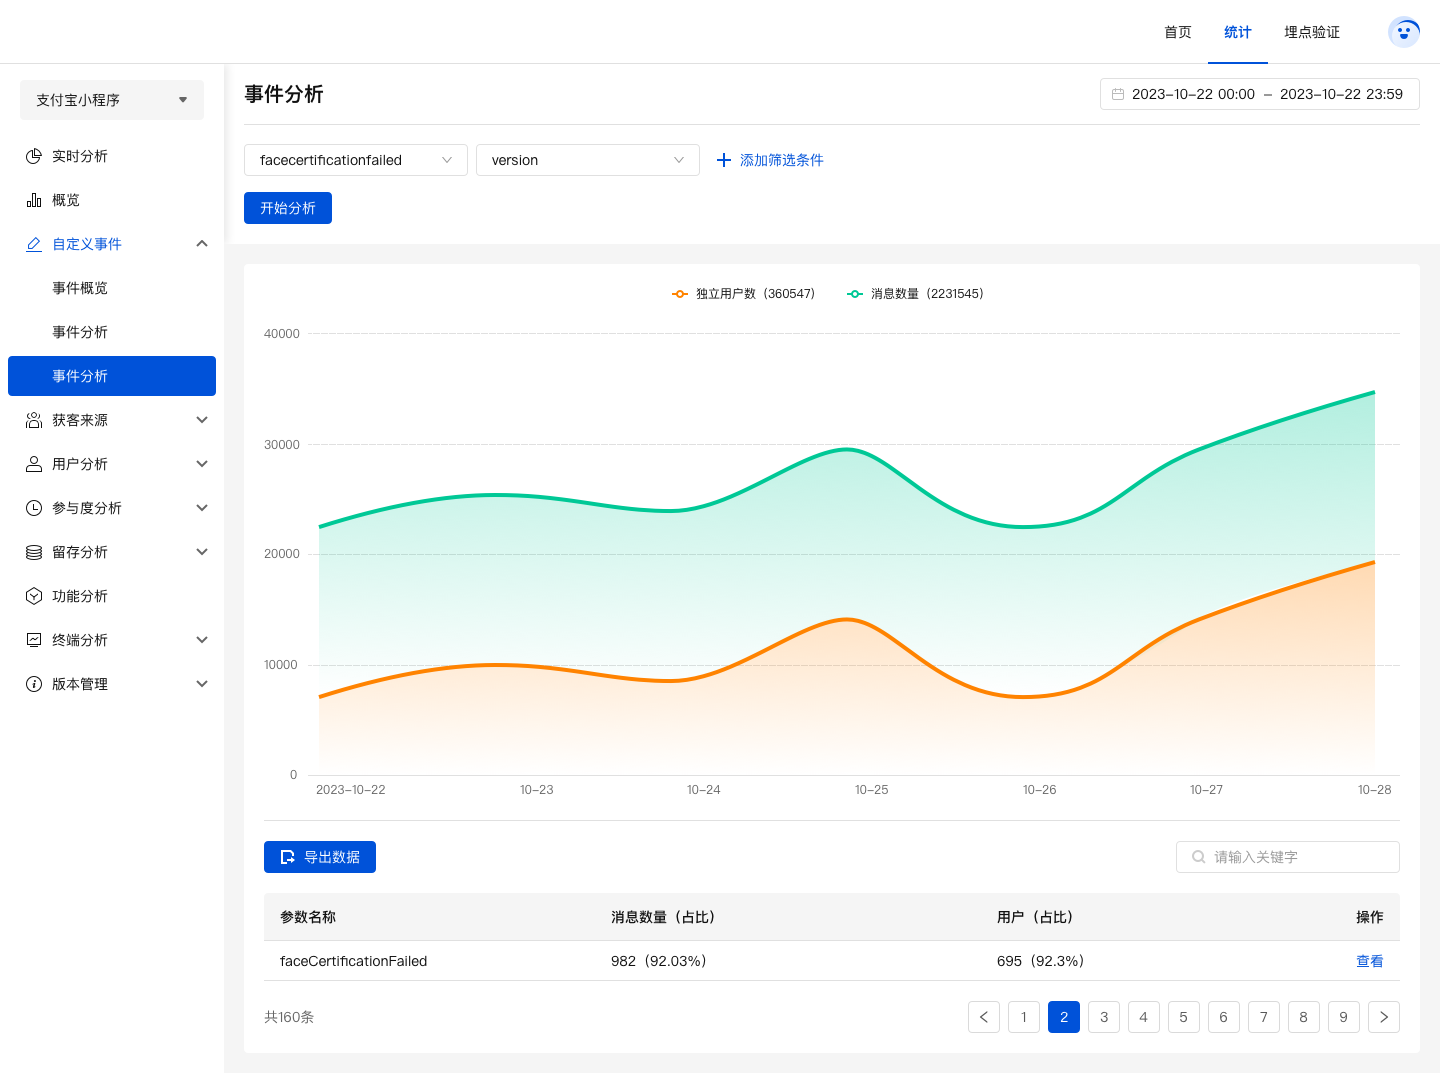 首页 统计 埋点验证
支付宝小程序
实时分析
概览
自定义事件
事件概览
事件分析
事件分析
获客来源
用户分析
参与度分析
留存分析
功能分析
终端分析
版本管理
事件分析
2023-10-22 00:00 – 2023-10-22 23:59
facecertificationfailed version 添加筛选条件
开始分析
独立用户数（360547） 消息数量（2231545）
40000
30000
20000
10000
0
2023-10-22 10-23 10-24 10-25 10-26 10-27 10-28
导出数据 请输入关键字
参数名称 消息数量（占比） 用户（占比） 操作
faceCertificationFailed 982（92.03%） 695（92.3%） 查看
共160条 1 2 3 4 5 6 7 8 9